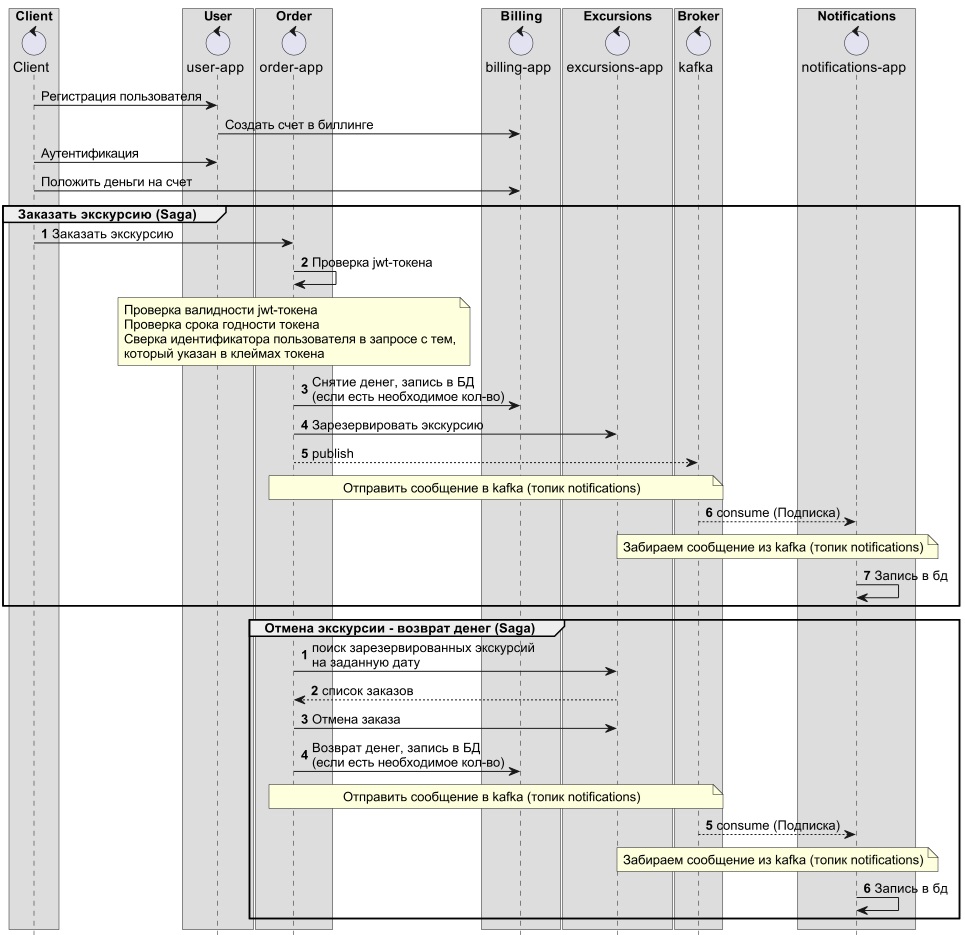 Client
User
Order
Billing
Excursions
Broker
Notifications
Client
user-app
order-app
billing-app
excursions-app
kafka
notifications-app
Регистрация пользователя
Создать счет в биллинге
Аутентификация
Положить деньги на счет
Заказать экскурсию (Saga)
1 Заказать экскурсию
2 Проверка jwt-токена
Проверка валидности jwt-токена
Проверка срока годности токена
Сверка идентификатора пользователя в запросе с тем,
который указан в клеймах токена
3 Снятие денег, запись в БД
(если есть необходимое кол-во)
4 Зарезервировать экскурсию
5 publish
Отправить сообщение в kafka (топик notifications)
6 consume (Подписка)
Забираем сообщение из kafka (топик notifications)
7 Запись в бд
Отмена экскурсии - возврат денег (Saga)
1 поиск зарезервированных экскурсий
на заданную дату
2 список заказов
3 Отмена заказа
4 Возврат денег, запись в БД
(если есть необходимое кол-во)
Отправить сообщение в kafka (топик notifications)
5 consume (Подписка)
Забираем сообщение из kafka (топик notifications)
6 Запись в бд